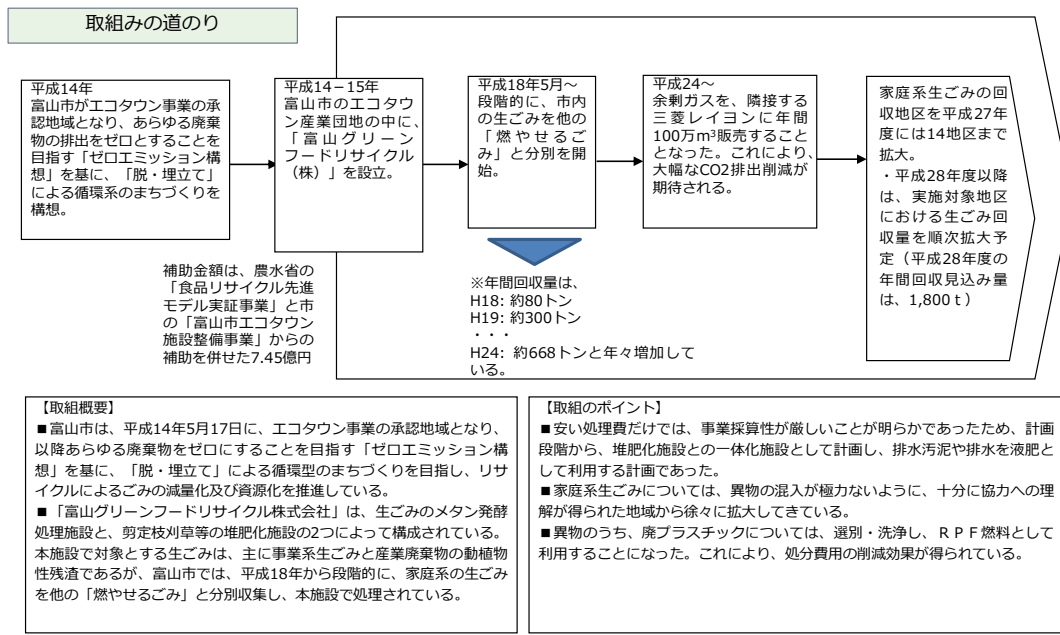 取組みの道のり
平成14年
富山市がエコタウン事業の承
認地域となり、あらゆる廃棄
物の排出をゼロとすることを
目指す「ゼロエミッション構
想」を基に、「脱・埋立て」
による循環系のまちづくりを
構想。
平成14－15年
富山市のエコタウ
ン産業団地の中に、
「富山グリーン
フードリサイクル
（株）」を設立。
平成18年5月～
段階的に、市内
の生ごみを他の
「燃やせるご
み」と分別を開
始。
平成24～
余剰ガスを、隣接する
三菱レイヨンに年間
100万m³販売すること
となった。これにより、
大幅なCO2排出削減が
期待される。
家庭系生ごみの回
収地区を平成27年
度には14地区まで
拡大。
・平成28年度以降
は、実施対象地区
における生ごみ回
収量を順次拡大予
定（平成28年度の
年間回収見込み量
は、1,800ｔ）
補助金額は、農水省の
「食品リサイクル先進
モデル実証事業」と市
の「富山市エコタウン
施設整備事業」からの
補助を併せた7.45億円
※年間回収量は、
H18: 約80トン
H19: 約300トン
・・・
H24: 約668トンと年々増加して
いる。
【取組概要】
■富山市は、平成14年5月17日に、エコタウン事業の承認地域となり、
以降あらゆる廃棄物をゼロにすることを目指す「ゼロエミッション構
想」を基に、「脱・埋立て」による循環型のまちづくりを目指し、リサ
イクルによるごみの減量化及び資源化を推進している。
■「富山グリーンフードリサイクル株式会社」は、生ごみのメタン発酵
処理施設と、剪定枝刈草等の堆肥化施設の2つによって構成されている。
本施設で対象とする生ごみは、主に事業系生ごみと産業廃棄物の動植物
性残渣であるが、富山市では、平成18年から段階的に、家庭系の生ごみ
を他の「燃やせるごみ」と分別収集し、本施設で処理されている。
【取組のポイント】
■安い処理費だけでは、事業採算性が厳しいことが明らかであったため、計画
段階から、堆肥化施設との一体化施設として計画し、排水汚泥や排水を液肥と
して利用する計画であった。
■家庭系生ごみについては、異物の混入が極力ないように、十分に協力への理
解が得られた地域から徐々に拡大してきている。
■異物のうち、廃プラスチックについては、選別・洗浄し、ＲＰＦ燃料として
利用することになった。これにより、処分費用の削減効果が得られている。